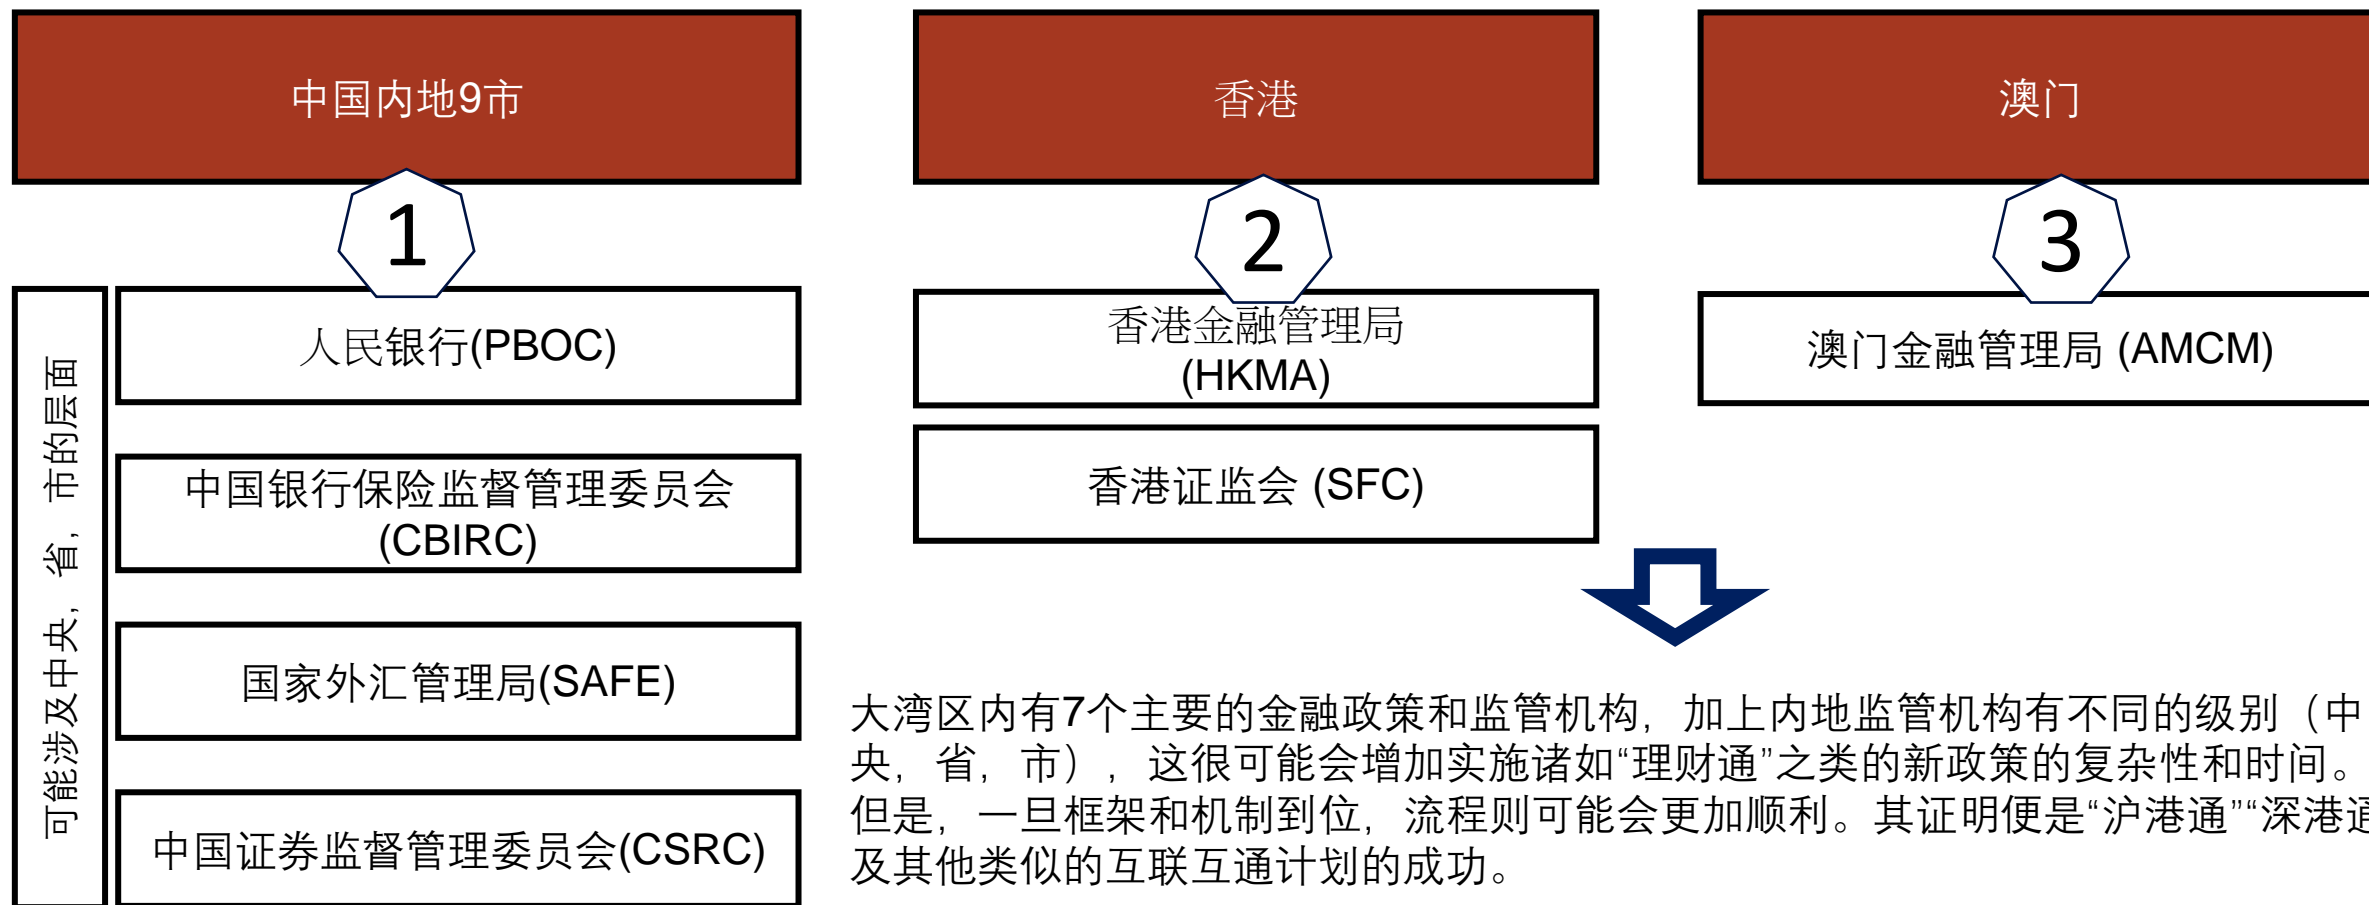 中国内地9市
1
可能涉及中央，省，市的层面
人民银行(PBOC)
中国银行保险监督管理委员会
(CBIRC)
国家外汇管理局(SAFE)
中国证券监督管理委员会(CSRC)
香港
2
香港金融管理局
(HKMA)
香港证监会 (SFC)
澳门
3
澳门金融管理局 (AMCM)
大湾区内有7个主要的金融政策和监管机构，加上内地监管机构有不同的级别（中
央，省，市），这很可能会增加实施诸如“理财通”之类的新政策的复杂性和时间。
但是，一旦框架和机制到位，流程则可能会更加顺利。其证明便是“沪港通”“深港通
及其他类似的互联互通计划的成功。